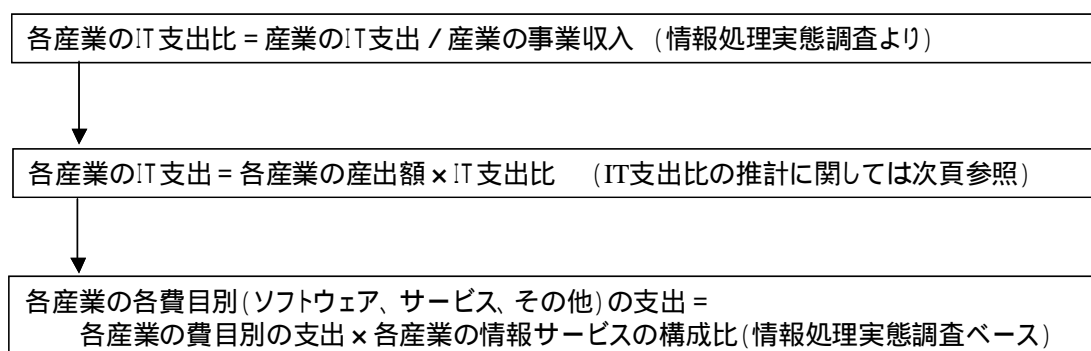 各産業のIT支出比=産業のIT支出/産業の事業収入 (情報処理実態調査より)
各産業のIT支出=各産業の産出額×IT支出比 (IT支出比の推計に関しては次頁参照)
各産業の各費目別(ソフトウェア、サービス、その他)の支出=
各産業の費目別の支出×各産業の情報サービスの構成比(情報処理実態調査ベース)